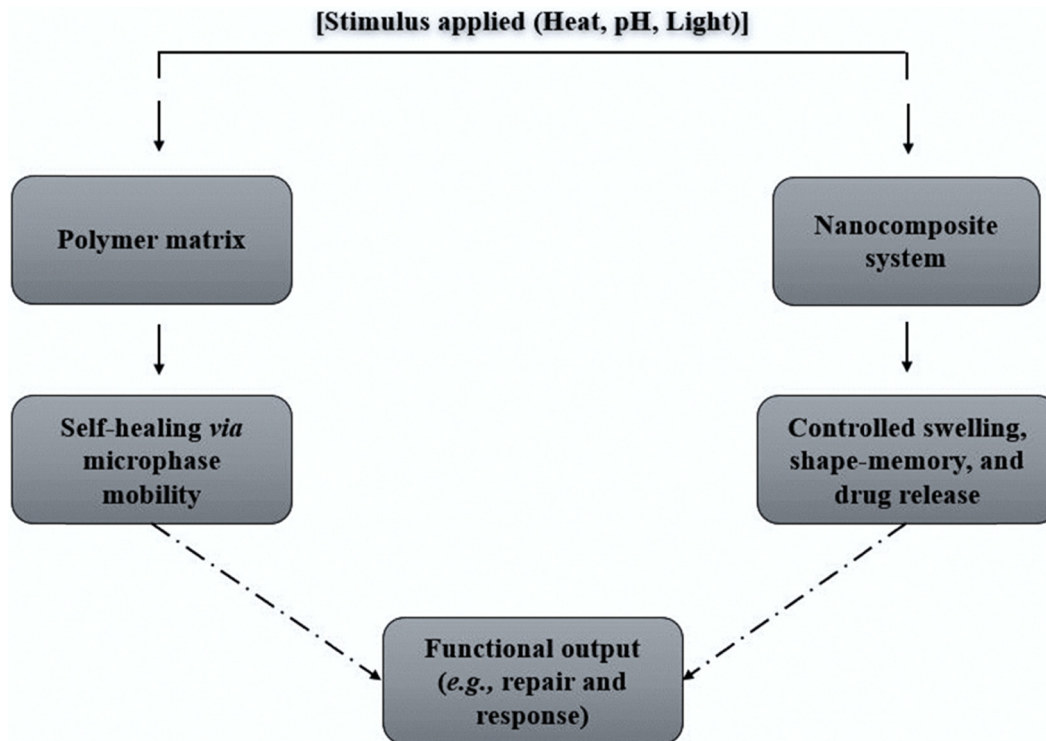 [Stimulus applied (Heat, pH, Light)]
Polymer matrix
Nanocomposite
system
Self-healing via
microphase
mobility
Controlled swelling,
shape-memory, and
drug release
Functional output
(e.g., repair and
response)